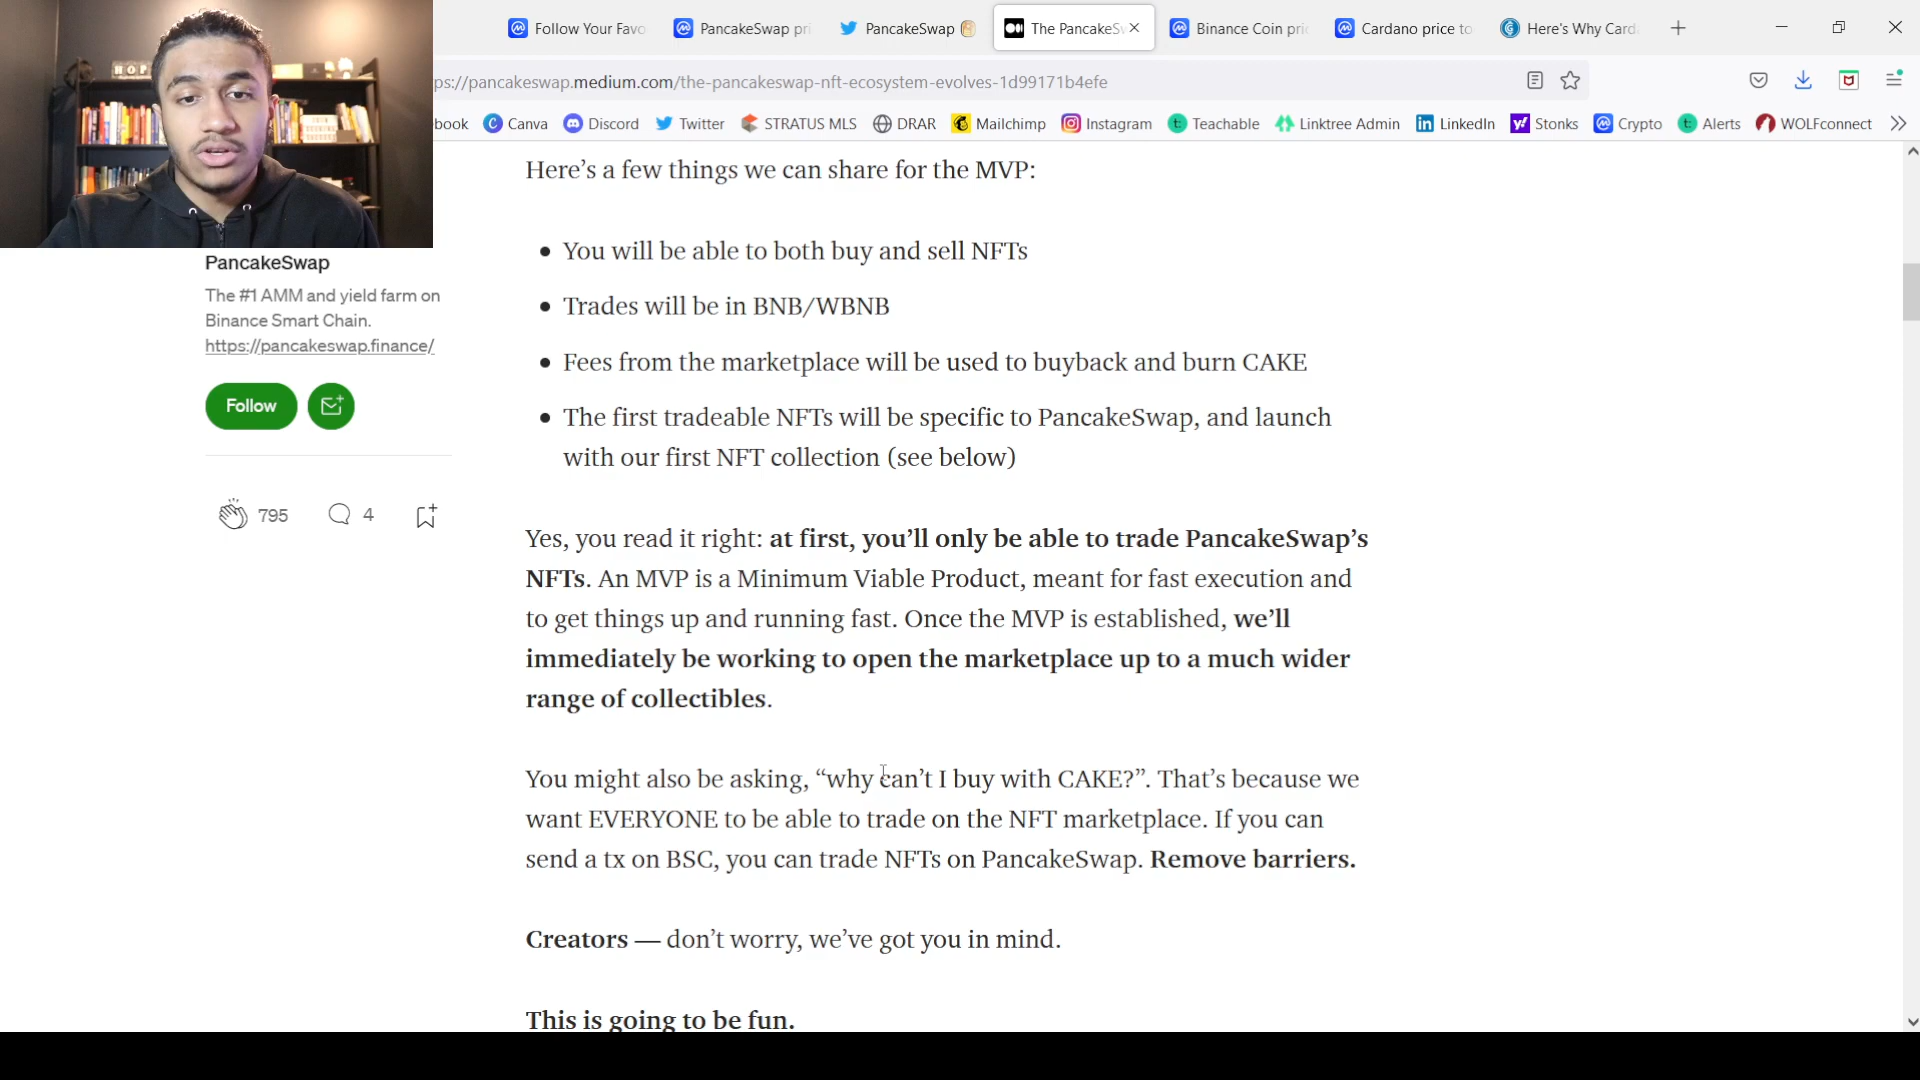 Follow Your Favo
PancakeSwap pri
PancakeSwap
The PancakeS
Binance Coin pri
Cardano price to
Here's Why Card
ps://pancakeswap.medium.com/the-pancakeswap-nft-ecosystem-evolves-1d99171b4efe
book Canva Discord Twitter STRATUS MLS DRAR Mailchimp Instagram Teachable Linktree Admin LinkedIn Stonks Crypto Alerts WOLFconnect
HOP
PancakeSwap
The #1 AMM and yield farm on
Binance Smart Chain.
https://pancakeswap.finance/
Follow
795 4
Here’s a few things we can share for the MVP:
• You will be able to both buy and sell NFTs
• Trades will be in BNB/WBNB
• Fees from the marketplace will be used to buyback and burn CAKE
• The first tradeable NFTs will be specific to PancakeSwap, and launch
with our first NFT collection (see below)
Yes, you read it right: at first, you’ll only be able to trade PancakeSwap’s
NFTs. An MVP is a Minimum Viable Product, meant for fast execution and
to get things up and running fast. Once the MVP is established, we’ll
immediately be working to open the marketplace up to a much wider
range of collectibles.
You might also be asking, “why can’t I buy with CAKE?”. That’s because we
want EVERYONE to be able to trade on the NFT marketplace. If you can
send a tx on BSC, you can trade NFTs on PancakeSwap. Remove barriers.
Creators — don’t worry, we’ve got you in mind.
This is going to be fun.